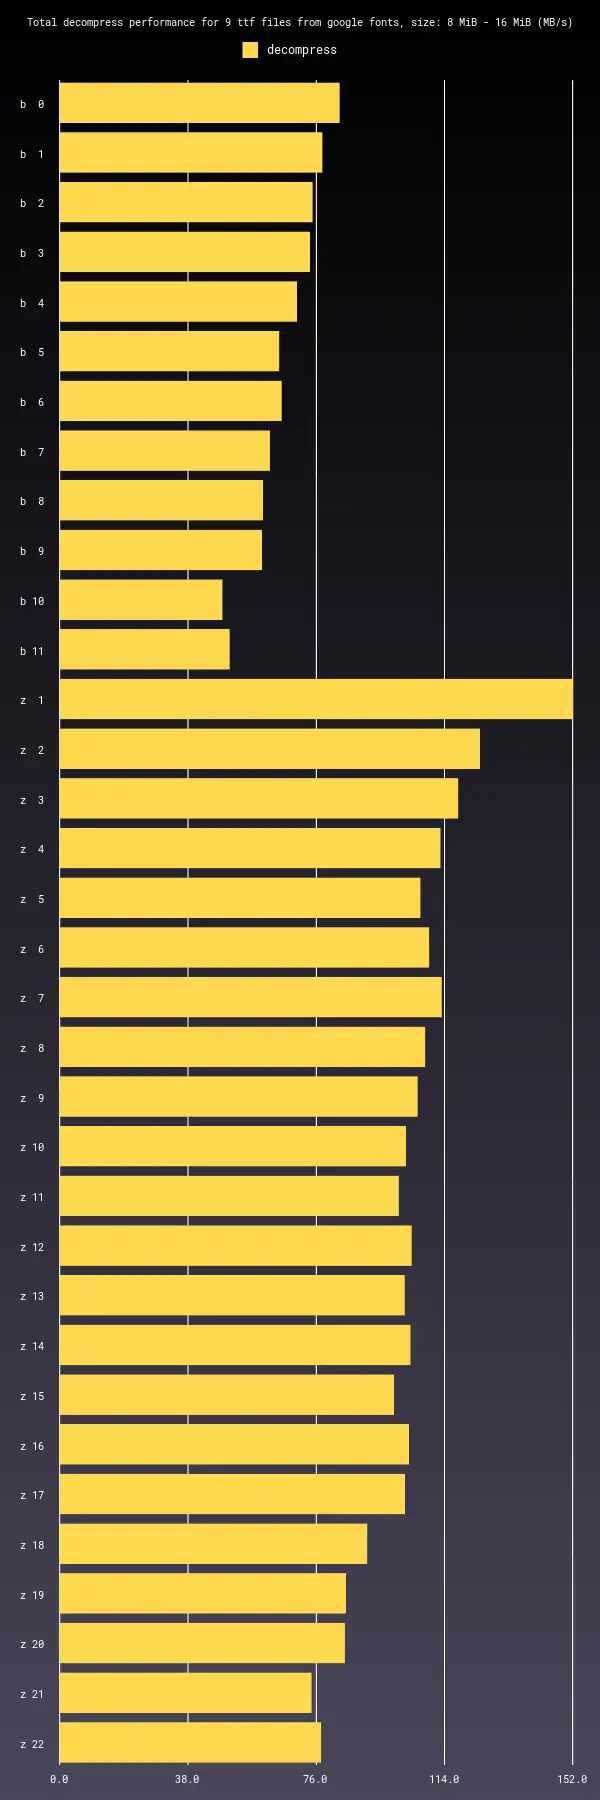 Total decompress performance for 9 ttf files from google fonts, size: 8 MiB - 16 MiB (MB/s)
decompress
b 0
b 1
b 2
b 3
b 4
b 5
b 6
b 7
b 8
b 9
b 10
b 11
z 1
z 2
z 3
z 4
z 5
z 6
z 7
z 8
z 9
z 10
z 11
z 12
z 13
z 14
z 15
z 16
z 17
z 18
z 19
z 20
z 21
z 22
0.0 38.0 76.0 114.0 152.0